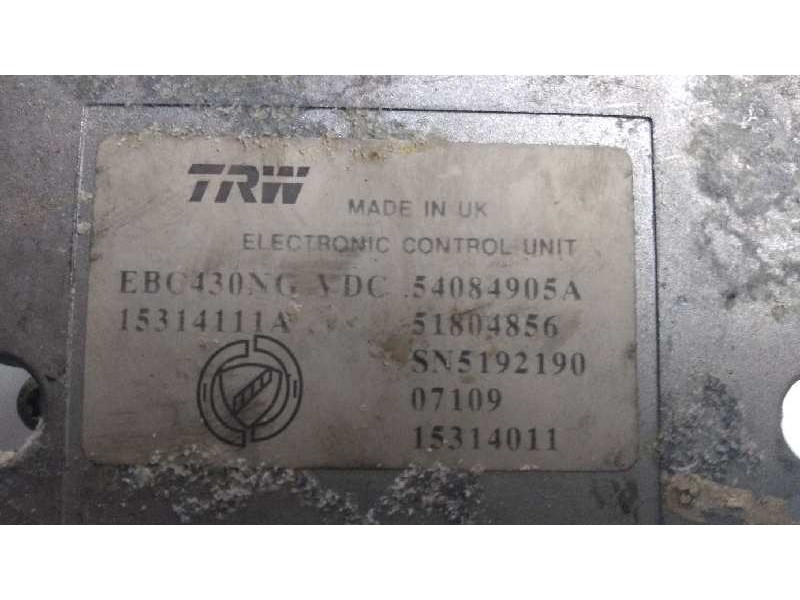 TRW
MADE IN UK
ELECTRONIC CONTROL UNIT
EBC430NG VDC 54084905A
15314111A 51804856
SN5192190
07109
15314011